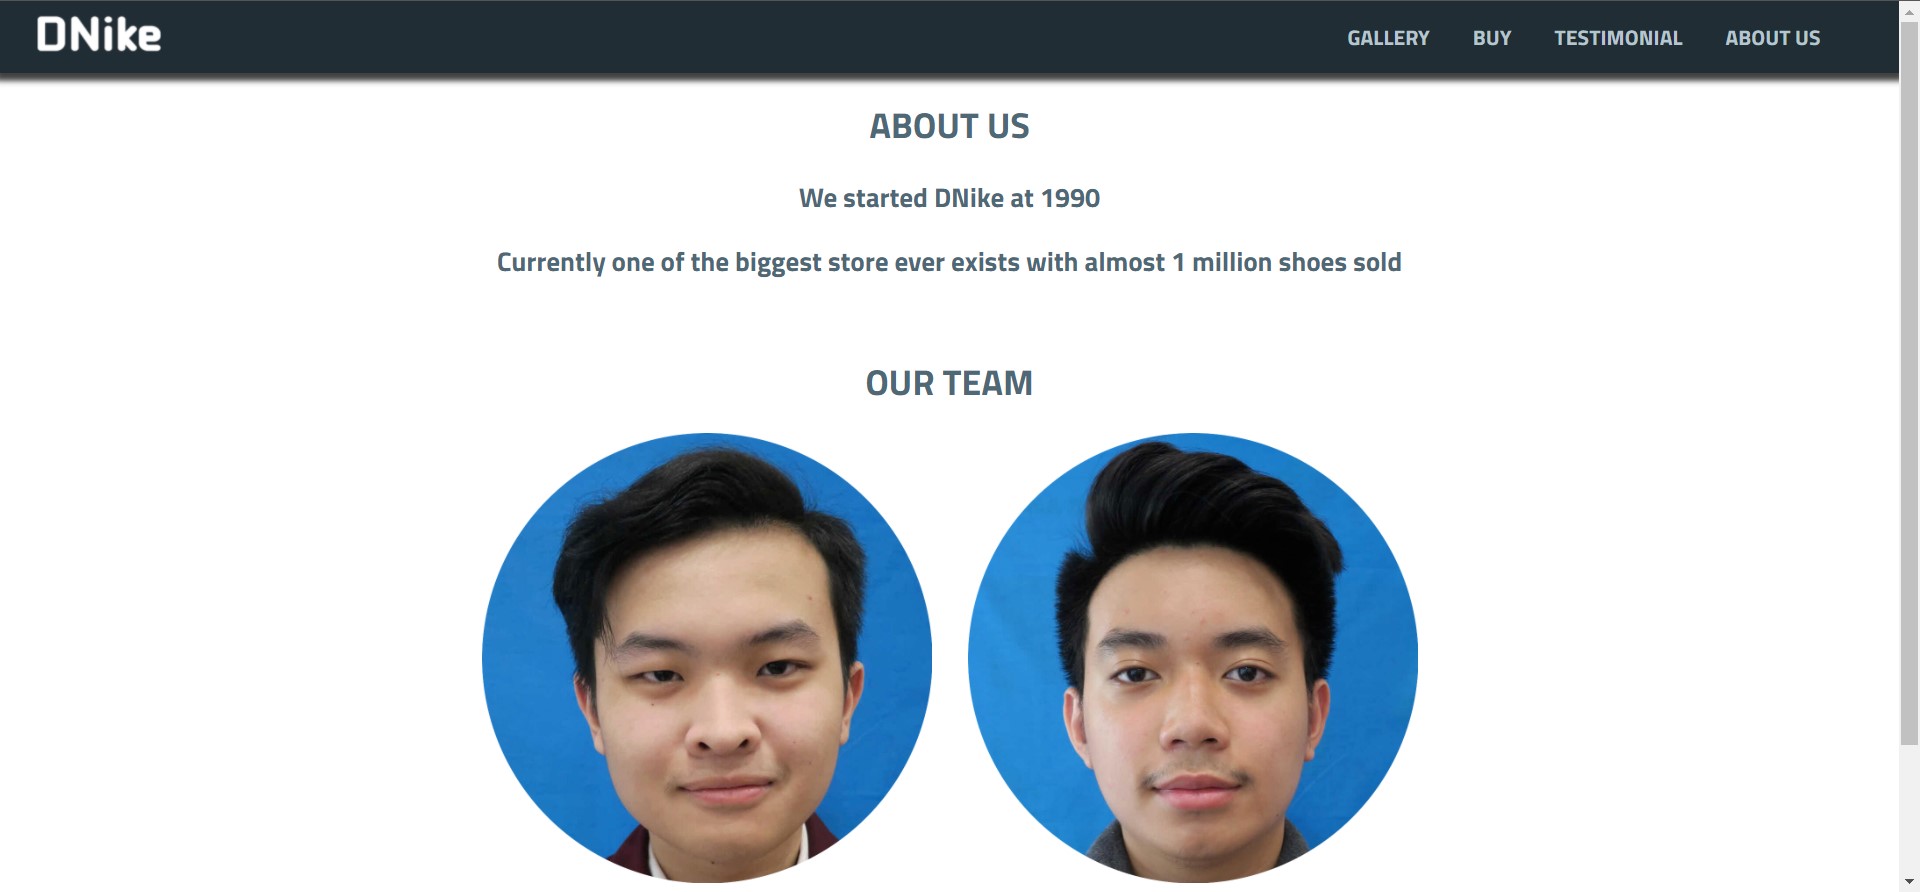 DNike
GALLERY BUY TESTIMONIAL ABOUT US
ABOUT US
We started DNike at 1990
Currently one of the biggest store ever exists with almost 1 million shoes sold
OUR TEAM